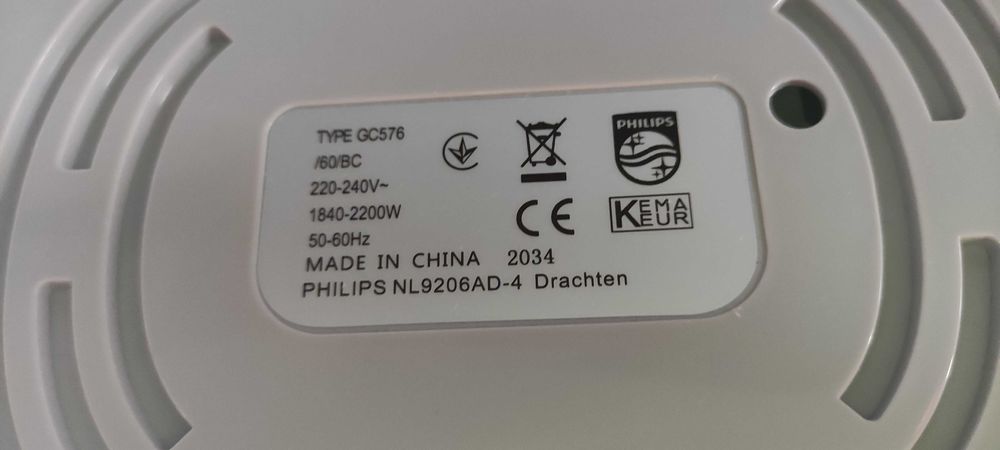 TYPE GC576
/60/BC
220-240V~
1840-2200W
50-60Hz
MADE IN CHINA 2034
PHILIPS NL9206AD-4 Drachten
PHILIPS
CE
KEMA
KEUR